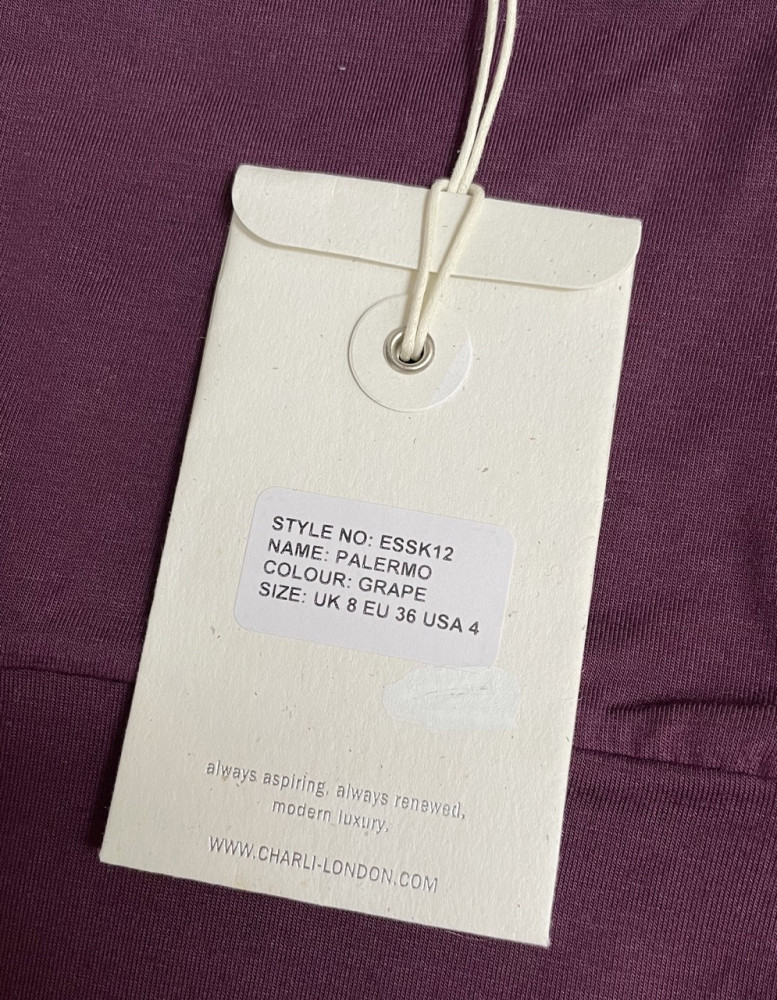 STYLE NO: ESSK12
NAME: PALERMO
COLOUR: GRAPE
SIZE: UK 8 EU 36 USA 4
always aspiring, always renewed,
modern luxury.
WWW.CHARLI-LONDON.COM